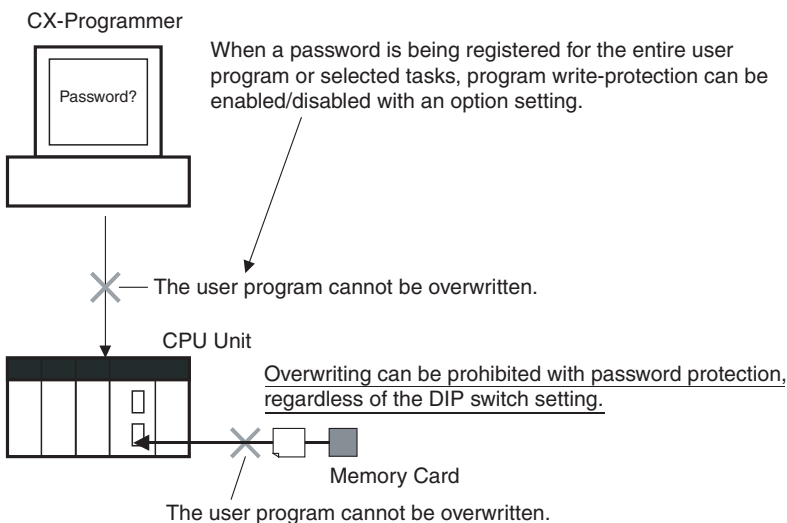 CX-Programmer
When a password is being registered for the entire user
program or selected tasks, program write-protection can be
enabled/disabled with an option setting.
Password?
The user program cannot be overwritten.
CPU Unit
Overwriting can be prohibited with password protection,
regardless of the DIP switch setting.
Memory Card
The user program cannot be overwritten.